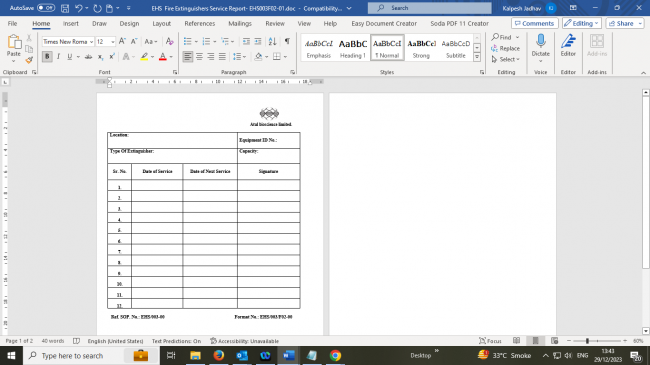 AutoSave Off EHS Fire Extinguishers Service Report- EHS003F02-01.doc - Compatibility... Search Kalpesh Jadhav
File Home Insert Draw Design Layout References Mailings Review View Help Easy Document Creator Soda PDF 11 Creator Comments Editing Share
Paste Times New Roma 12 Aa AaBbCcI AaBbC AaBbCcI AaBbCcI AaBbCcD Find Replace Select Dictate Editor Add-ins
Emphasis Heading 1 1 Normal Strong Subtitle
Clipboard Font Paragraph Styles Editing Voice Editor Add-ins
Atul bioscience limited.
Location: Equipment ID No.:
Type Of Extinguisher: Capacity:
Sr. No. Date of Service Date of Next Service Signature
1.
2.
3.
4.
5.
6.
7.
8.
9.
10.
11.
12.
Ref. SOP. No.: EHS/003-00 Format No.: EHS/003/F02-00
Page 1 of 2 40 words English (United States) Text Predictions: On Accessibility: Unavailable Focus 60%
Type here to search Desktop 33°C Smoke ENG 13:43 29/12/2023 20